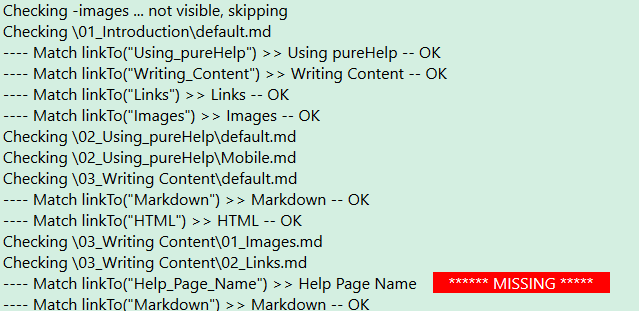 Checking -images ... not visible, skipping
Checking \01_Introduction\default.md
---- Match linkTo("Using_pureHelp") >> Using pureHelp -- OK
---- Match linkTo("Writing_Content") >> Writing Content -- OK
---- Match linkTo("Links") >> Links -- OK
---- Match linkTo("Images") >> Images -- OK
Checking \02_Using_pureHelp\default.md
Checking \02_Using_pureHelp\Mobile.md
Checking \03_Writing Content\default.md
---- Match linkTo("Markdown") >> Markdown -- OK
---- Match linkTo("HTML") >> HTML -- OK
Checking \03_Writing Content\01_Images.md
Checking \03_Writing Content\02_Links.md
---- Match linkTo("Help_Page_Name") >> Help Page Name ****** MISSING *****
---- Match linkTo("Markdown") >> Markdown -- OK